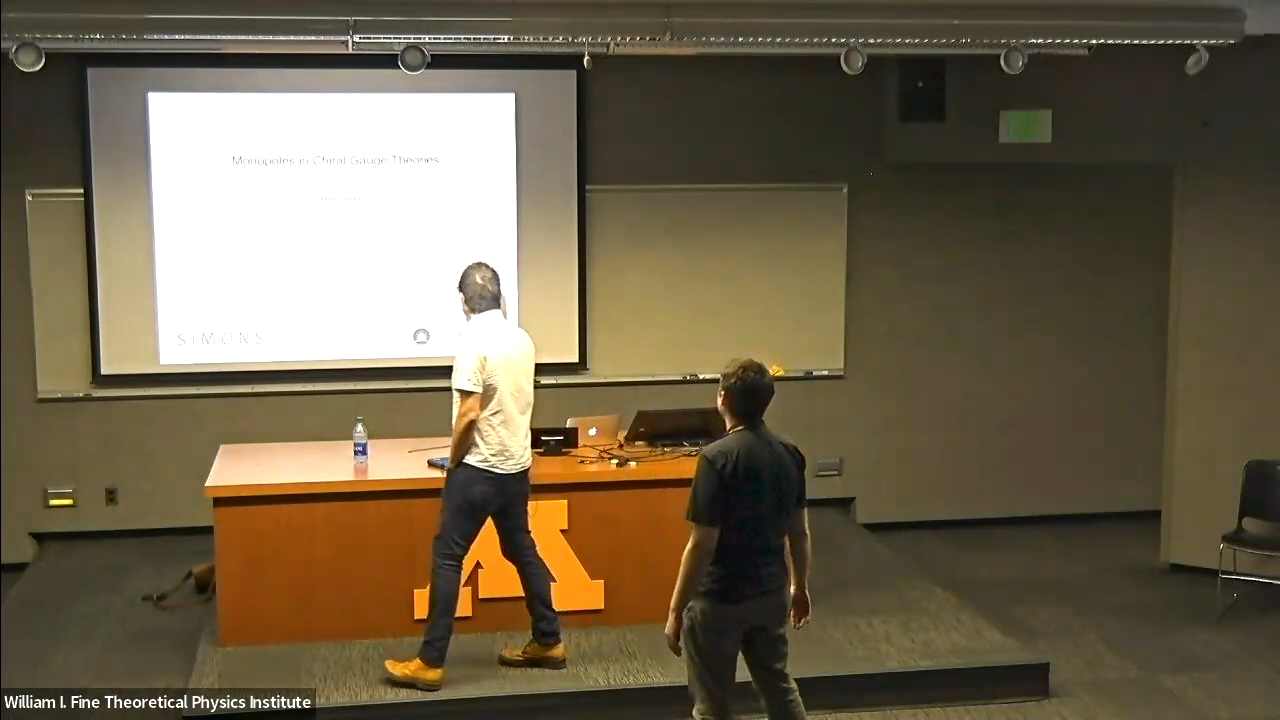 Monopoles in Chiral Gauge Theories
SIMONS
M
William I. Fine Theoretical Physics Institute